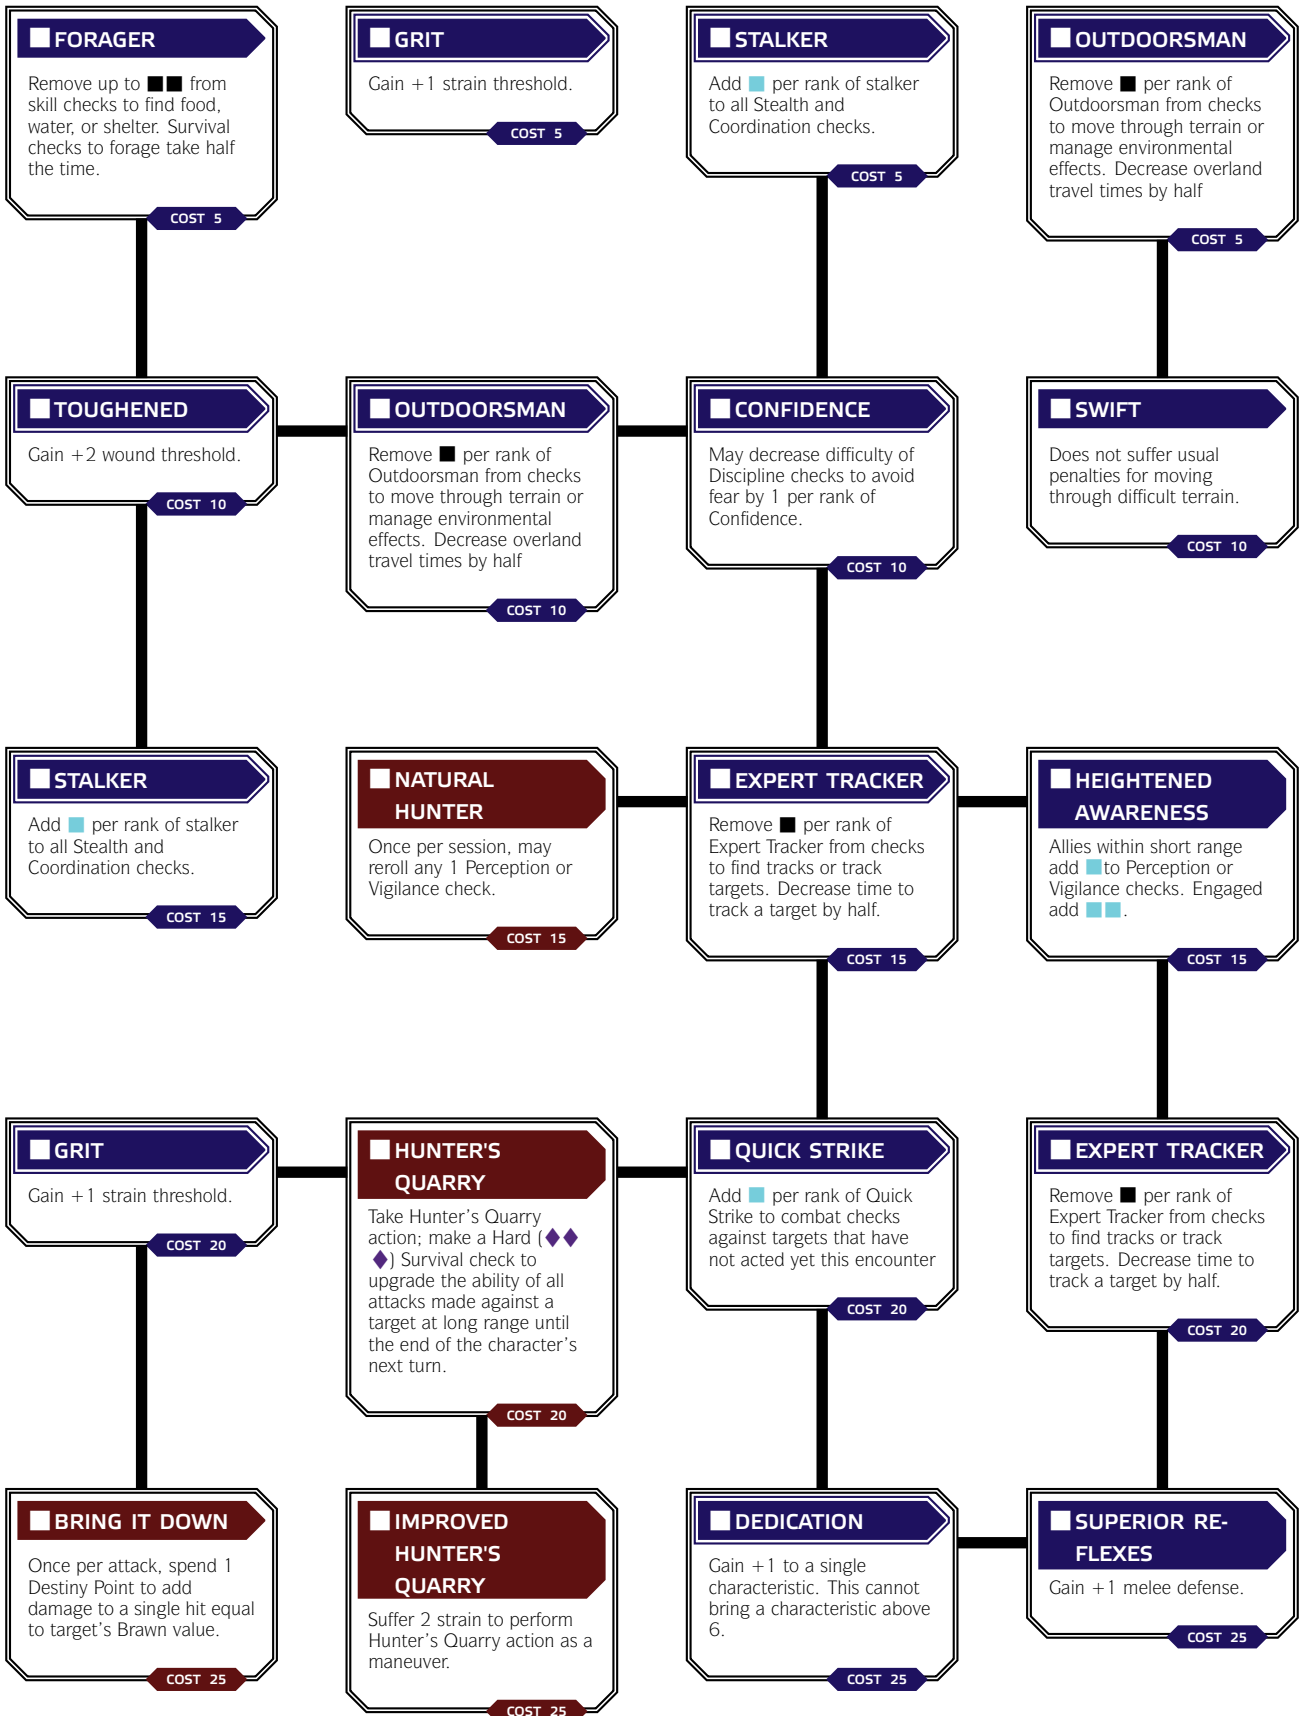 FORAGER
Remove up to from
skill checks to find food,
water, or shelter. Survival
checks to forage take half
the time.
COST 5
GRIT
Gain +1 strain threshold.
COST 5
STALKER
Add per rank of stalker
to all Stealth and
Coordination checks.
COST 5
OUTDOORSMAN
Remove per rank of
Outdoorsman from checks
to move through terrain or
manage environmental
effects. Decrease overland
travel times by half
COST 5
TOUGHENED
Gain +2 wound threshold.
COST 10
OUTDOORSMAN
Remove per rank of
Outdoorsman from checks
to move through terrain or
manage environmental
effects. Decrease overland
travel times by half
COST 10
CONFIDENCE
May decrease difficulty of
Discipline checks to avoid
fear by 1 per rank of
Confidence.
COST 10
SWIFT
Does not suffer usual
penalties for moving
through difficult terrain.
COST 10
STALKER
Add per rank of stalker
to all Stealth and
Coordination checks.
COST 15
NATURAL
HUNTER
Once per session, may
reroll any 1 Perception or
Vigilance check.
COST 15
EXPERT TRACKER
Remove per rank of
Expert Tracker from checks
to find tracks or track
targets. Decrease time to
track a target by half.
COST 15
HEIGHTENED
AWARENESS
Allies within short range
add to Perception or
Vigilance checks. Engaged
add .
COST 15
GRIT
Gain +1 strain threshold.
COST 20
HUNTER'S
QUARRY
Take Hunter's Quarry
action; make a Hard (♦♦
♦) Survival check to
upgrade the ability of all
attacks made against a
target at long range until
the end of the character's
next turn.
COST 20
QUICK STRIKE
Add per rank of Quick
Strike to combat checks
against targets that have
not acted yet this encounter
COST 20
EXPERT TRACKER
Remove per rank of
Expert Tracker from checks
to find tracks or track
targets. Decrease time to
track a target by half.
COST 20
BRING IT DOWN
Once per attack, spend 1
Destiny Point to add
damage to a single hit equal
to target's Brawn value.
COST 25
IMPROVED
HUNTER'S
QUARRY
Suffer 2 strain to perform
Hunter's Quarry action as a
maneuver.
COST 25
DEDICATION
Gain +1 to a single
characteristic. This cannot
bring a characteristic above
6.
COST 25
SUPERIOR RE-
FLEXES
Gain +1 melee defense.
COST 25